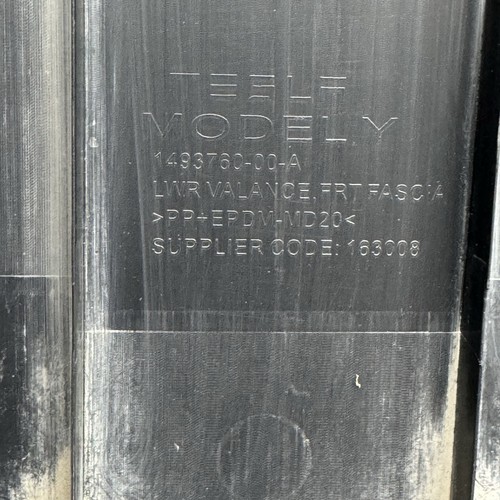 TESLA
MODEL Y
1493760-00-A
LWR VALANCE, FRT FASCIA
>PP+EPDM-MD20<
SUPPLIER CODE: 163008